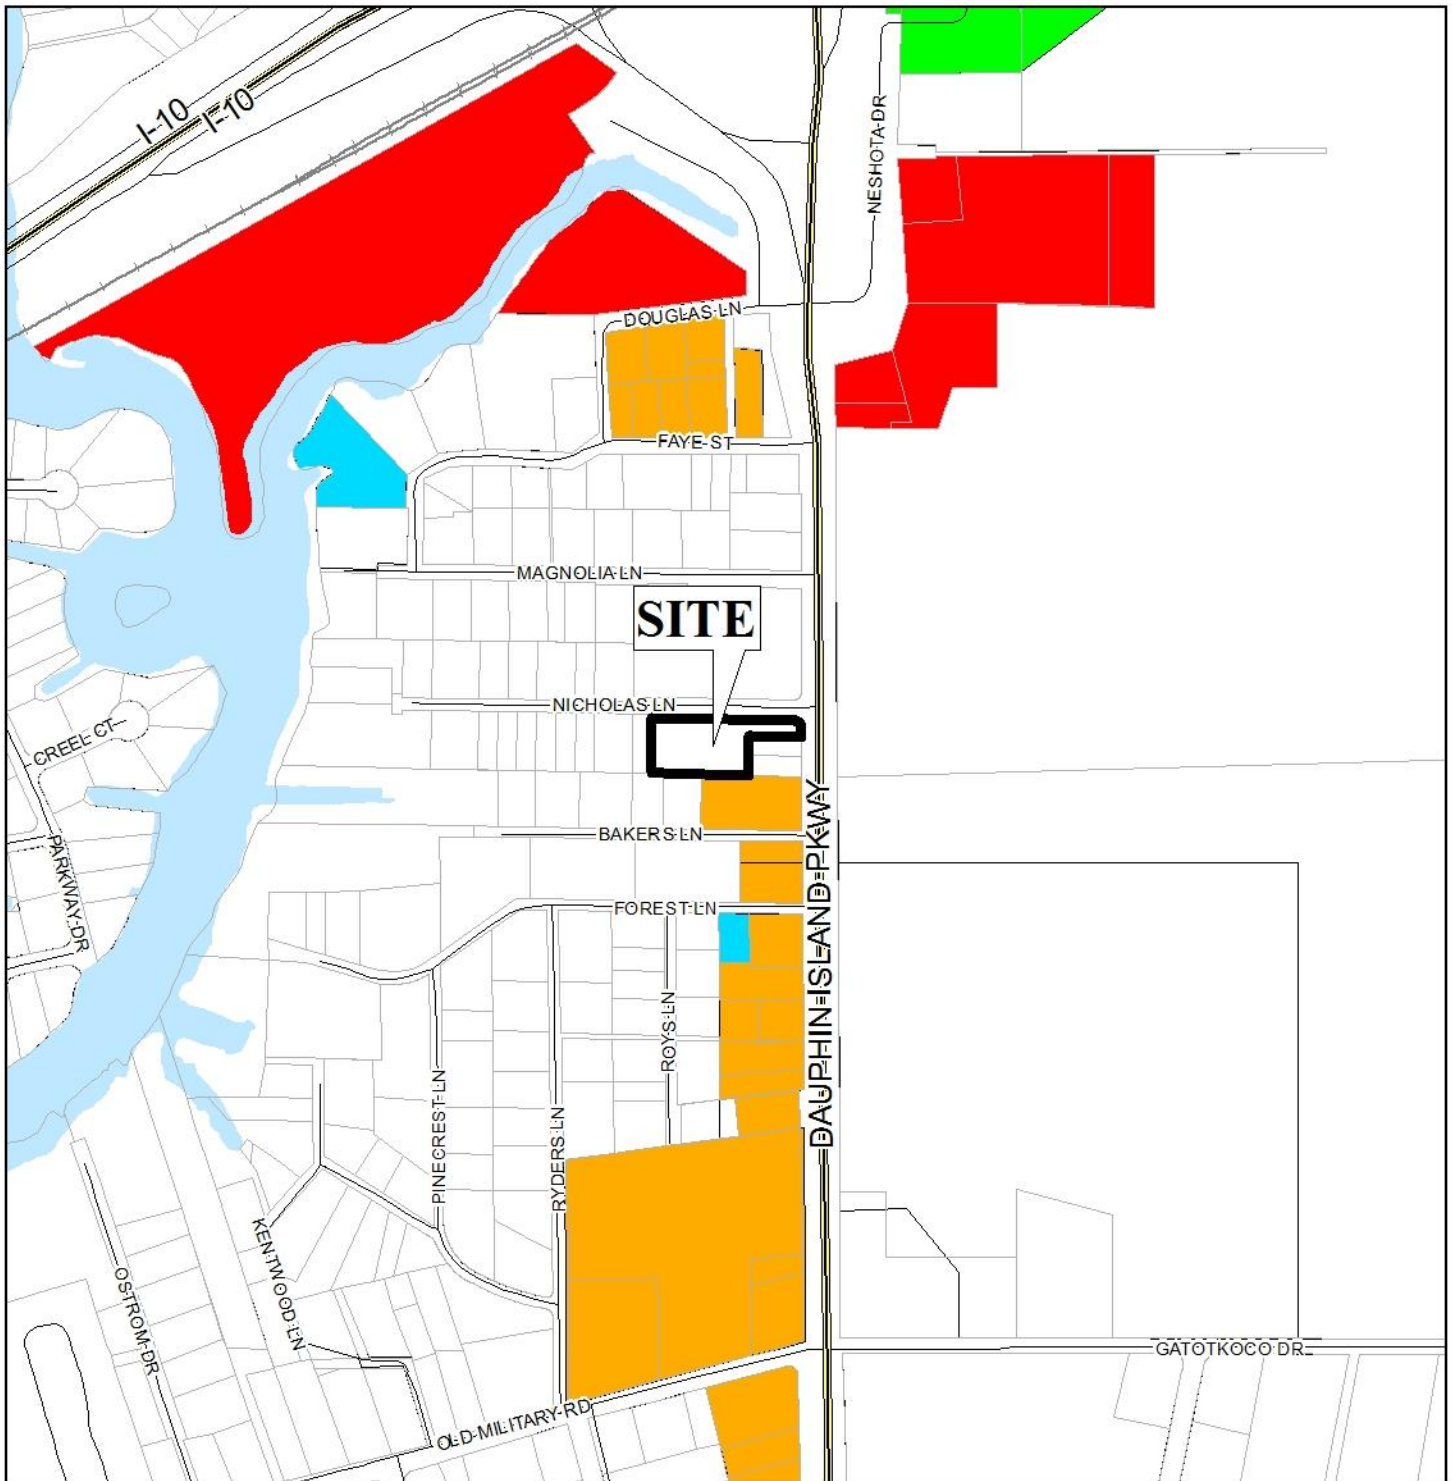 I-10
I-10
NESHOTA DR
DOUGLAS LN
FAYE ST
MAGNOLIA LN
SITE
NICHOLAS LN
CREEL CT
DAUPHIN ISLAND PKWY
BAKERS LN
PARKWAY DR
FOREST LN
ROYS LN
PINECREST LN
RYDERS LN
KENTWOOD LN
OSTROM DR
GATOTKOCO DR
OLD MILITARY RD